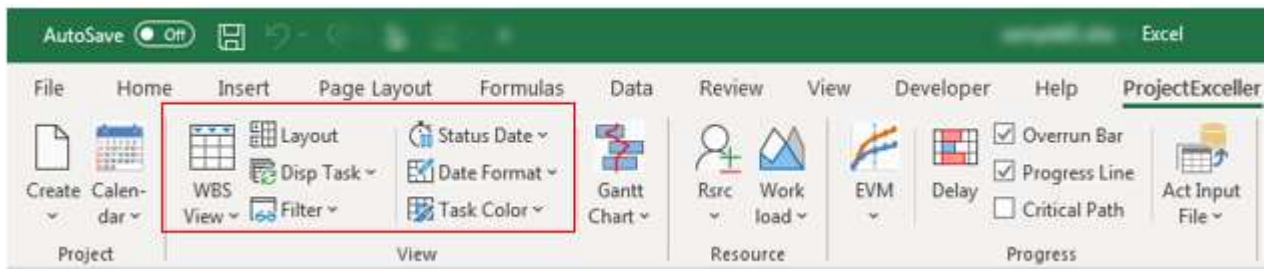 AutoSave Off Excel
File Home Insert Page Layout Formulas Data Review View Developer Help ProjectExceller
Layout Status Date Overrun Bar
Disp Task Date Format Progress Line
Create Calen- WBS Gantt Rsrc Work EVM Delay Act Input
dar View Filter Task Color Chart load Critical Path File
Project View Resource Progress